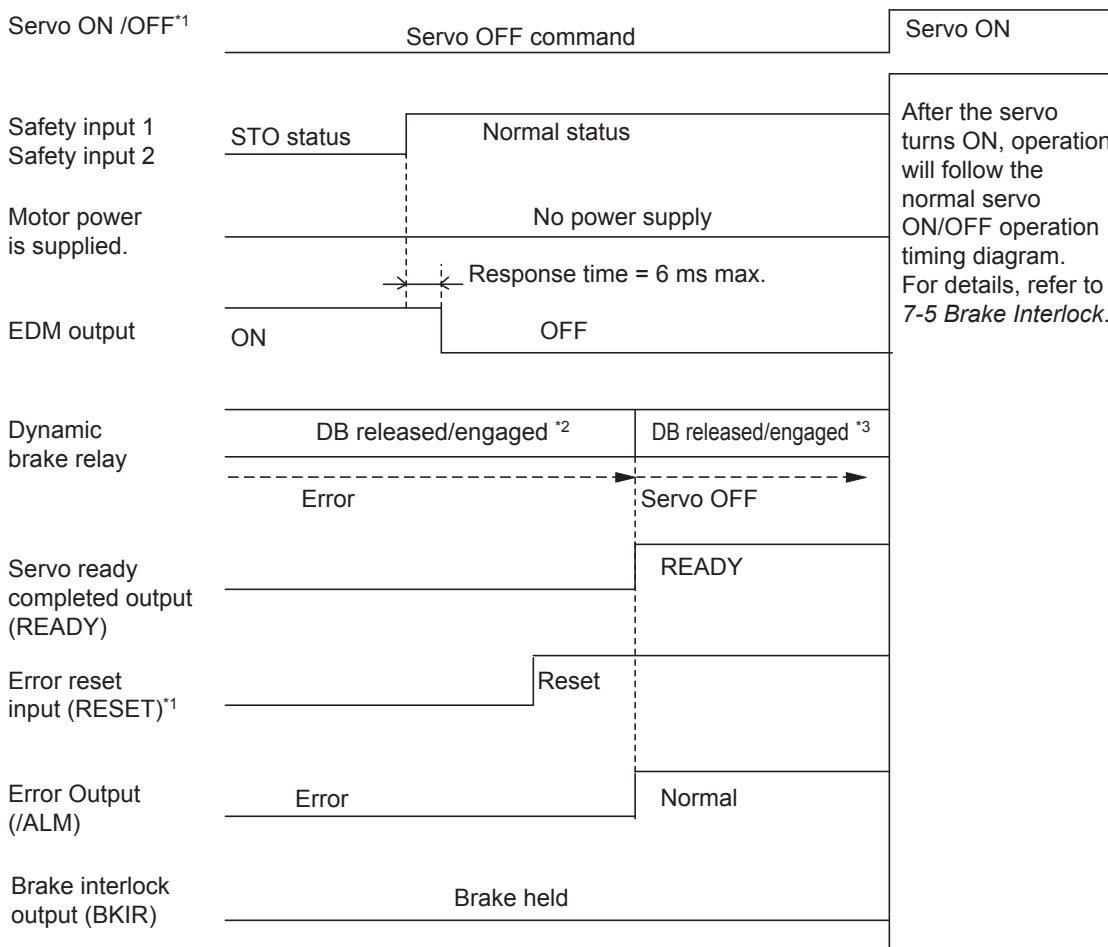 Servo ON /OFF*1
Servo OFF command
Servo ON
Safety input 1
Safety input 2
STO status
Normal status
After the servo
turns ON, operation
will follow the
normal servo
ON/OFF operation
timing diagram.
For details, refer to
7-5 Brake Interlock.
Motor power
is supplied.
No power supply
Response time = 6 ms max.
EDM output
ON
OFF
Dynamic
brake relay
DB released/engaged *2
DB released/engaged *3
Error
Servo OFF
Servo ready
completed output
(READY)
READY
Error reset
input (RESET)*1
Reset
Error Output
(/ALM)
Error
Normal
Brake interlock
output (BKIR)
Brake held